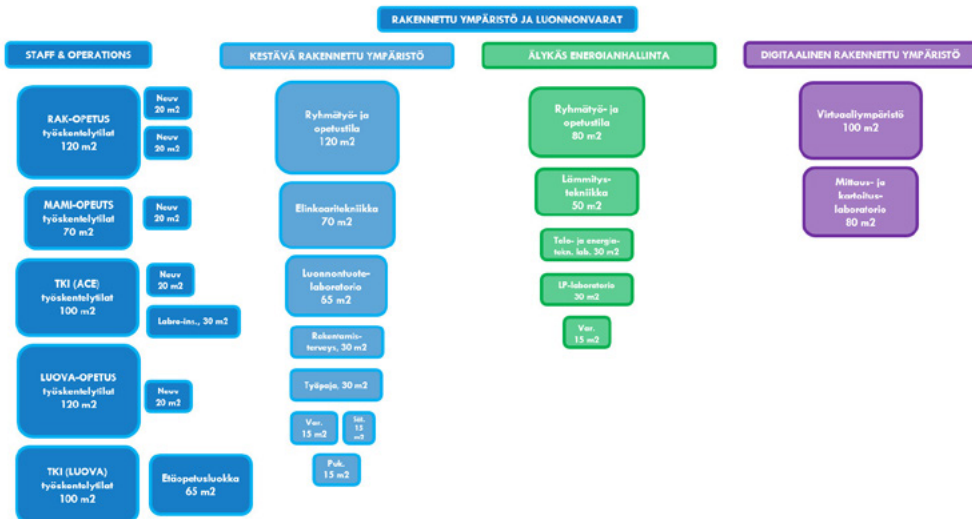 RAKENNETTU YMPÄRISTÖ JA LUONNONVARAT
STAFF & OPERATIONS
RAK-OPETUS
työskentelytilat
120 m2
Neuv
20 m2
Neuv
20 m2
MAMI-OPEUTS
työskentelytilat
70 m2
Neuv
20 m2
TKI (ACE)
työskentelytilat
100 m2
Neuv
20 m2
Labra-ins., 30 m2
LUOVA-OPETUS
työskentelytilat
120 m2
Neuv
20 m2
TKI (LUOVA)
työskentelytilat
100 m2
Etäopetusluokka
65 m2
KESTÄVÄ RAKENNETTU YMPÄRISTÖ
Ryhmätyö- ja
opetustila
120 m2
Elinkaaritekniikka
70 m2
Luonnontuote-
laboratorio
65 m2
Rakentamis-
terveys, 30 m2
Työpaja, 30 m2
Var.
15 m2
15
m2
Puk.
15 m2
ÄLYKÄS ENERGIANHALLINTA
Ryhmätyö- ja
opetustila
80 m2
Lämmitys-
tekniikka
50 m2
Talo- ja energia-
tekn. lab. 30 m2
LP-laboratorio
30 m2
Var.
15 m2
DIGITAALINEN RAKENNETTU YMPÄRISTÖ
Virtuaaliympäristö
100 m2
Mittaus- ja
kartoitus-
laboratorio
80 m2